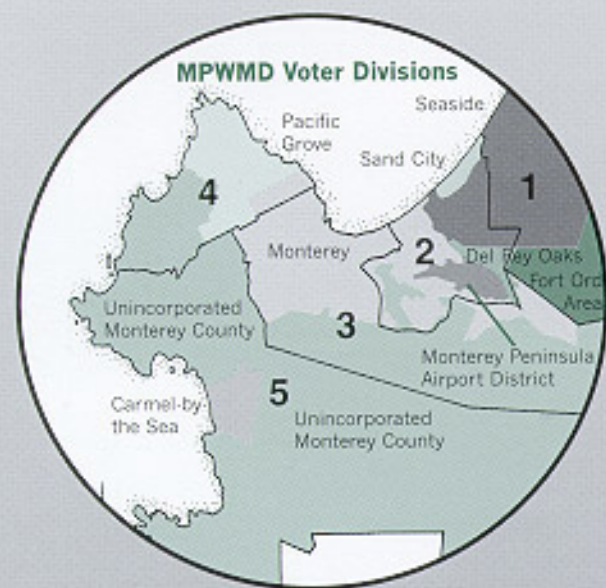 MPWMD Voter Divisions
Seaside
Pacific
Grove
Sand City
1
4
Monterey
2
Del Rey Oaks
Fort Ord
Area
Unincorporated
Monterey County
3
Monterey Peninsula
Airport District
5
Carmel-by
the Sea
Unincorporated
Monterey County